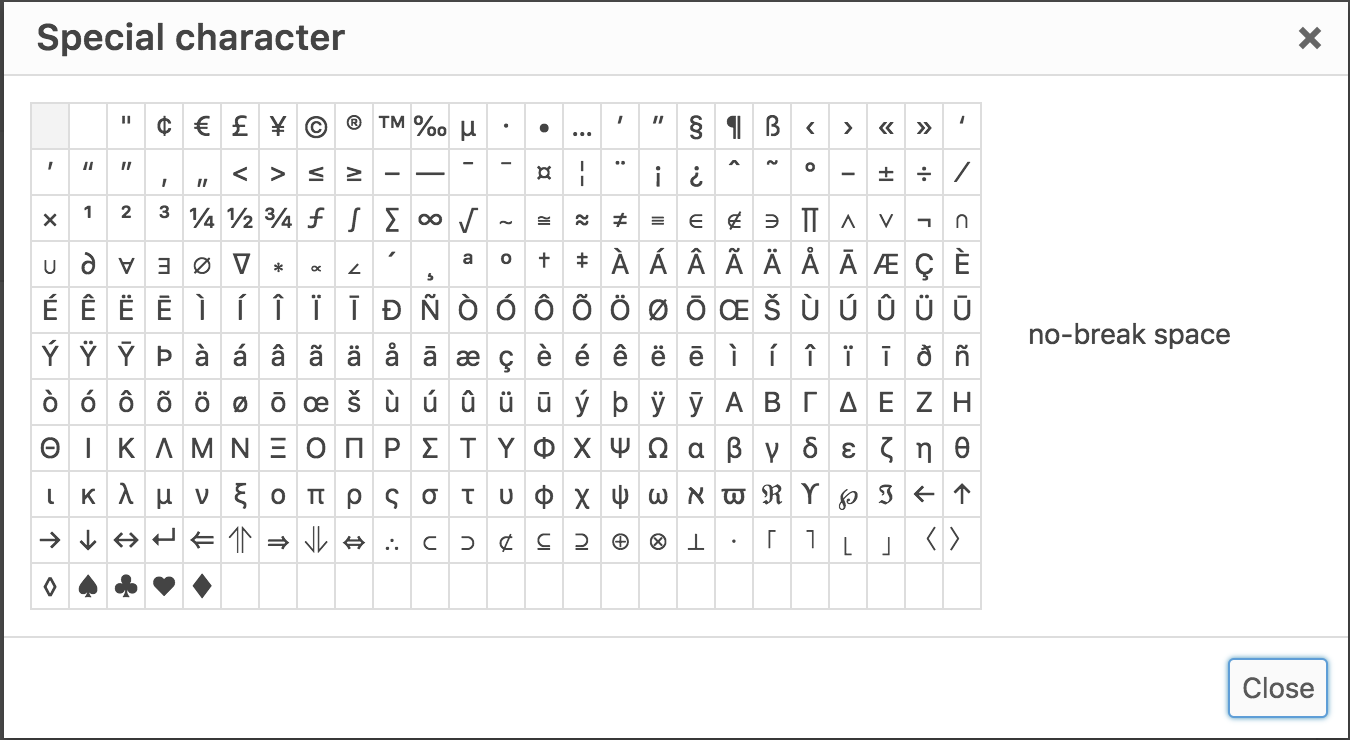 Special character ×
" ¢ € £ ¥ © ® ™ ‰ µ · • … ′ ″ § ¶ ß ‹ › « » ‘
’ “ ” ‚ „ < > ≤ ≥ – — ¯ ‾ ¤ ¦ ¨ ¡ ¿ ˆ ˜ ° − ± ÷ ⁄
× ¹ ² ³ ¼ ½ ¾ ƒ ∫ ∑ ∞ √ ∼ ≅ ≈ ≠ ≡ ∈ ∉ ∋ ∏ ∧ ∨ ¬ ∩
∪ ∂ ∀ ∃ ∅ ∇ ∗ ∝ ∠ ´ ¸ ª º † ‡ À Á Â Ã Ä Å Ā Æ Ç È
É Ê Ë Ē Ì Í Î Ï Ī Ð Ñ Ò Ó Ô Õ Ö Ø Ō Œ Š Ù Ú Û Ü Ū
no-break space
Ý Ÿ Ȳ Þ à á â ã ä å ā æ ç è é ê ë ē ì í î ï ī ð ñ
ò ó ô õ ö ø ō œ š ù ú û ü ū ý þ ÿ ȳ Α Β Γ Δ Ε Ζ Η
Θ Ι Κ Λ Μ Ν Ξ Ο Π Ρ Σ Τ Υ Φ Χ Ψ Ω α β γ δ ε ζ η θ
ι κ λ μ ν ξ ο π ρ ς σ τ υ φ χ ψ ω ℵ ϖ ℜ ϒ ℘ ℑ ← ↑
→ ↓ ↔ ↵ ⇐ ⇑ ⇒ ⇓ ⇔ ∴ ⊂ ⊃ ⊄ ⊆ ⊇ ⊕ ⊗ ⊥ ⋅ ⌈ ⌉ ⌊ ⌋ 〈 〉
◊ ♠ ♣ ♥ ♦
Close